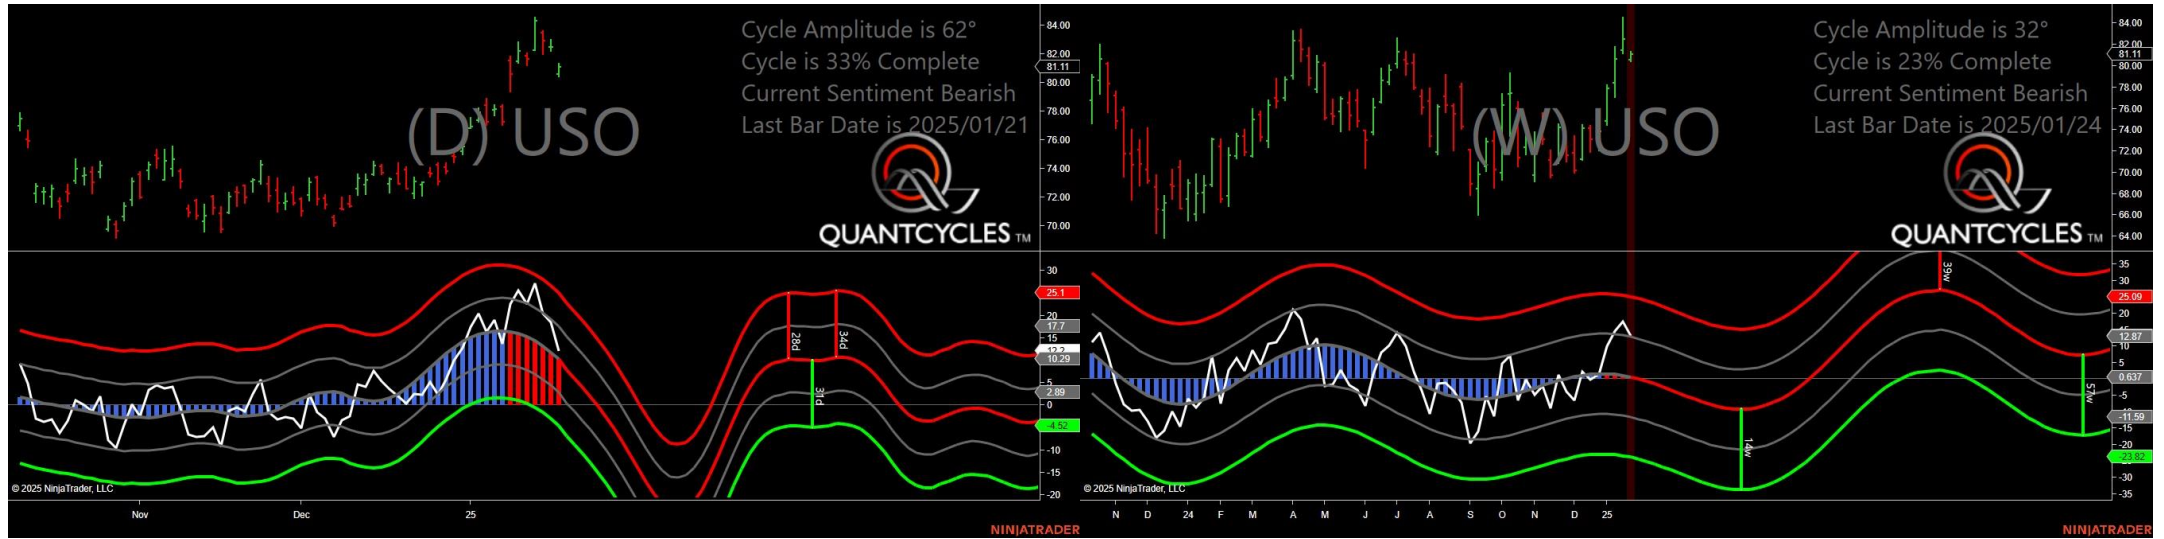 Cycle Amplitude is 62°
Cycle is 33% Complete
Current Sentiment Bearish
Last Bar Date is 2025/01/21
(D) USO
QUANTCYCLES TM
84.00
82.00
81.11
80.00
78.00
76.00
74.00
72.00
70.00
30
25.1
20
17.7
15
10.29
5
2.89
0
-4.52
-10
-15
-20
28d
34d
31d
© 2025 NinjaTrader, LLC
Nov
Dec
25
NINJATRADER
Cycle Amplitude is 32°
Cycle is 23% Complete
Current Sentiment Bearish
Last Bar Date is 2025/01/24
(W) USO
QUANTCYCLES TM
84.00
82.00
81.11
80.00
78.00
76.00
74.00
72.00
70.00
68.00
66.00
64.00
35
30
25.09
20
12.87
10
5
0.637
-5
-11.59
-15
-20
-23.82
-30
-35
39w
14w
57w
© 2025 NinjaTrader, LLC
N D 24 F M A M J J A S O N D 25
NINJATRADER